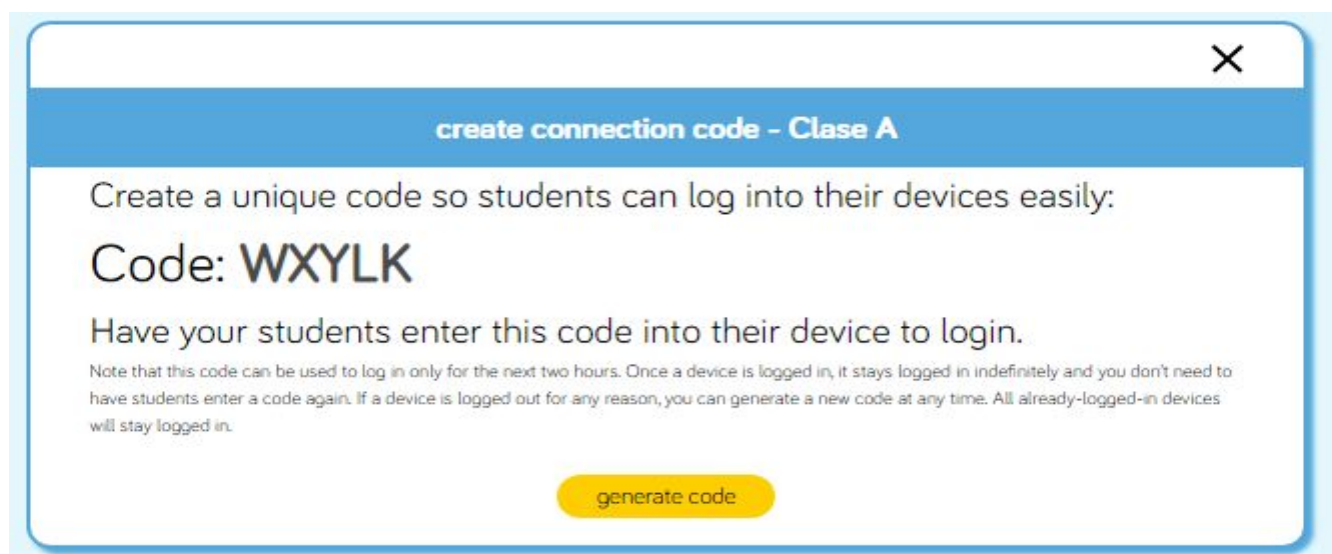 create connection code - Clase A
Create a unique code so students can log into their devices easily:
Code: WXYLK
Have your students enter this code into their device to login.
Note that this code can be used to log in only for the next two hours. Once a device is logged in, it stays logged in indefinitely and you don't need to
have students enter a code again. If a device is logged out for any reason, you can generate a new code at any time. All already-logged-in devices
will stay logged in.
generate code